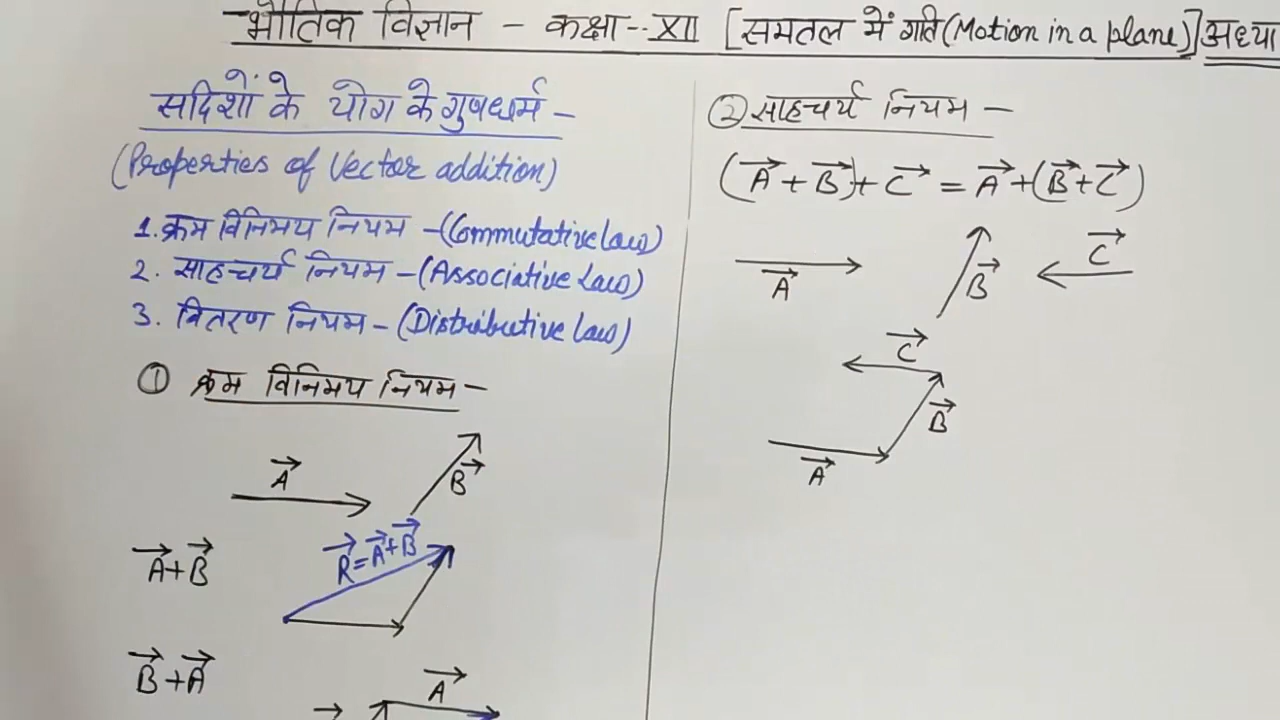 भौतिक विज्ञान - कक्षा-- XII [समतल में गति (Motion in a plane)] अध्या
सदिशों के योग के गुणधर्म -
(Properties of Vector addition)
1. क्रम विनिमय नियम - (Commutative law)
2. साहचर्य नियम - (Associative Law)
3. वितरण नियम - (Distributive law)
① क्रम विनिमय नियम -
A⃗
B⃗
A⃗+B⃗
R⃗=A⃗+B⃗
B⃗+A⃗
A⃗
② साहचर्य नियम -
(A⃗+B⃗)+C⃗ = A⃗+(B⃗+C⃗)
A⃗
B⃗
C⃗
C⃗
B⃗
A⃗